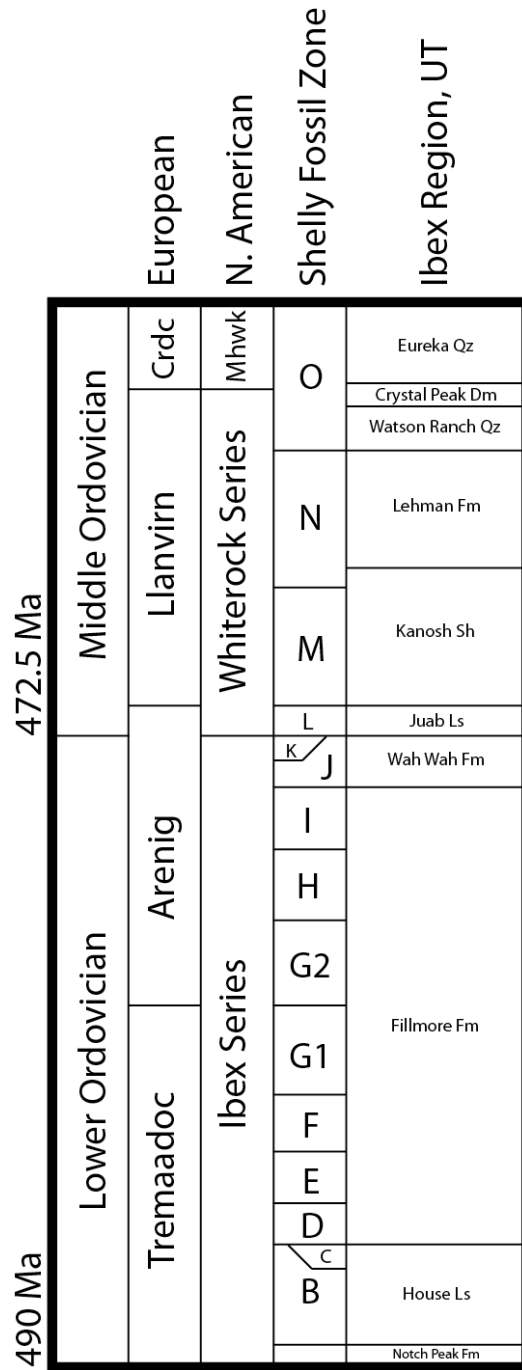 European
N. American
Shelly Fossil Zone
Ibex Region, UT
472.5 Ma
490 Ma
Middle Ordovician
Lower Ordovician
Crdc
Llanvirn
Arenig
Tremaadoc
Mhwk
Whiterock Series
Ibex Series
O
N
M
L
K
J
I
H
G2
G1
F
E
D
C
B
Eureka Qz
Crystal Peak Dm
Watson Ranch Qz
Lehman Fm
Kanosh Sh
Juab Ls
Wah Wah Fm
Fillmore Fm
House Ls
Notch Peak Fm